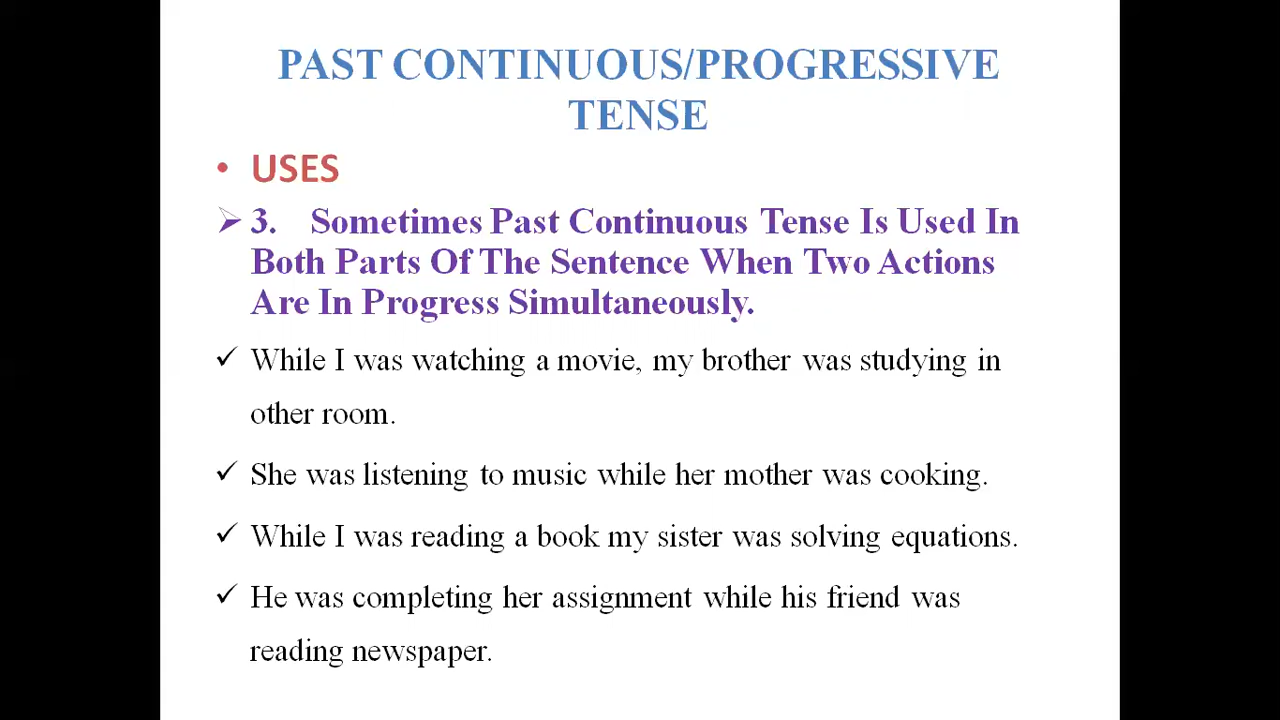 PAST CONTINUOUS/PROGRESSIVE
TENSE
• USES
➢ 3. Sometimes Past Continuous Tense Is Used In
Both Parts Of The Sentence When Two Actions
Are In Progress Simultaneously.
✓ While I was watching a movie, my brother was studying in
other room.
✓ She was listening to music while her mother was cooking.
✓ While I was reading a book my sister was solving equations.
✓ He was completing her assignment while his friend was
reading newspaper.